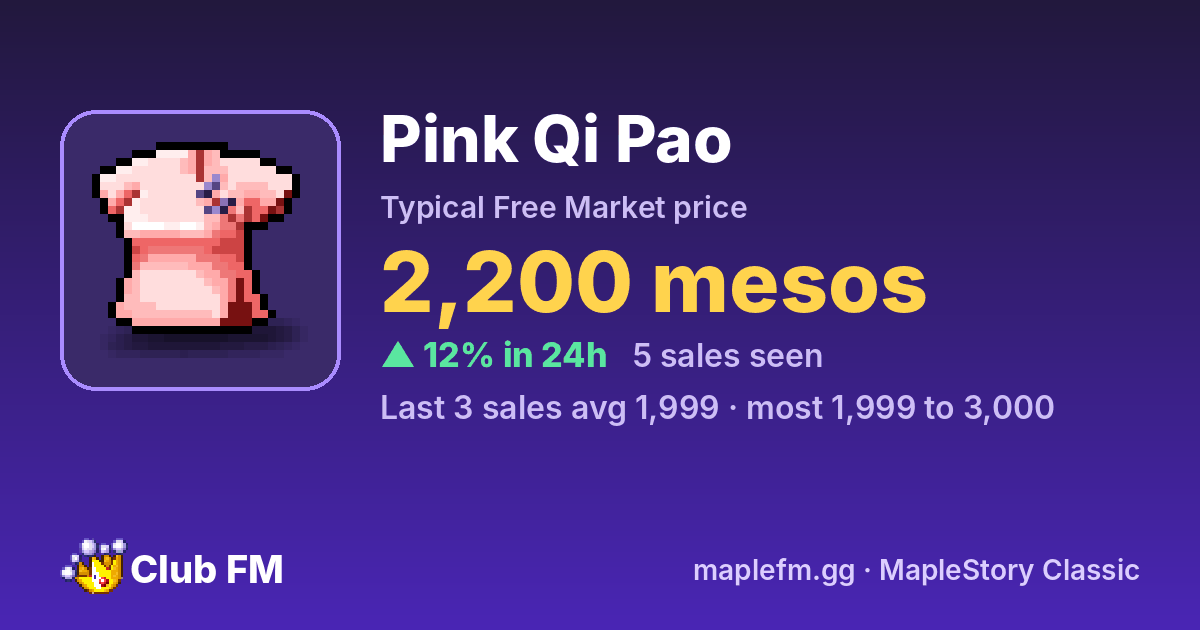 Pink Qi Pao
Typical Free Market price
2,200 mesos
▲ 12% in 24h 5 sales seen
Last 3 sales avg 1,999 · most 1,999 to 3,000
Club FM
maplefm.gg · MapleStory Classic